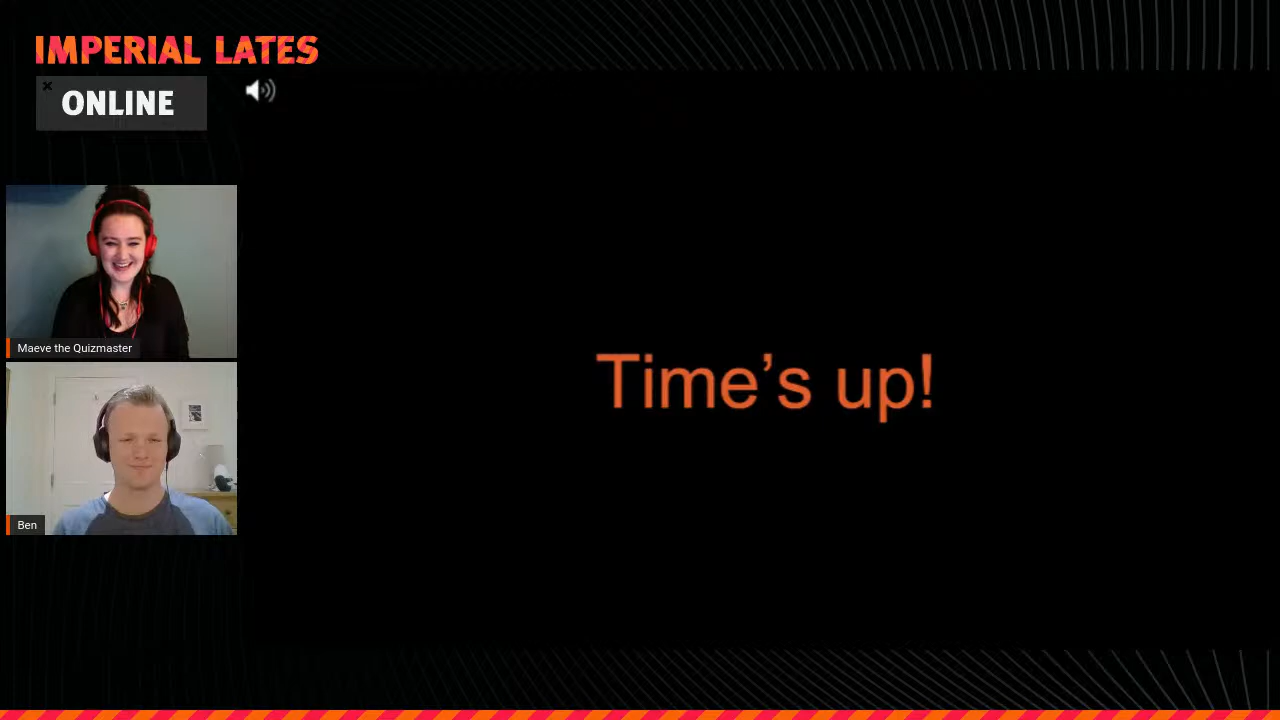 IMPERIAL LATES
ONLINE
Time's up!
Maeve the Quizmaster
Ben